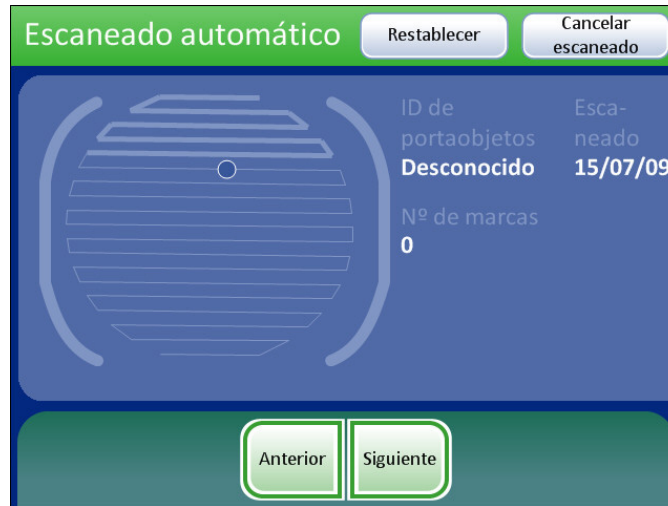 Escaneado automático
Restablecer
Cancelar
escaneado
ID de
portaobjetos
Desconocido
Esca-
neado
15/07/09
Nº de marcas
0
Anterior
Siguiente